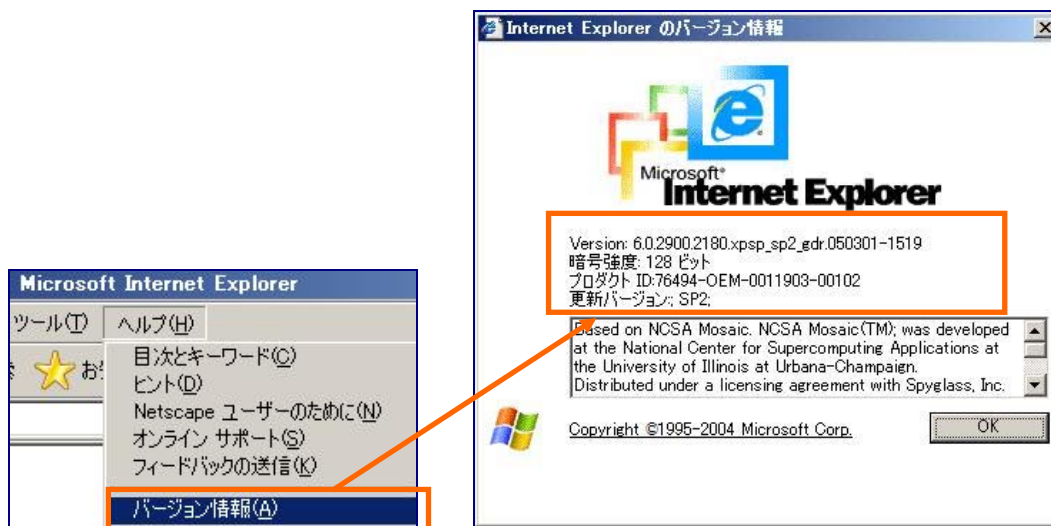 Microsoft Internet Explorer
ツール(T) ヘルプ(H)
目次とキーワード(C)
ヒント(D)
Netscape ユーザーのために(N)
オンライン サポート(S)
フィードバックの送信(K)
バージョン情報(A)
Internet Explorer のバージョン情報
Microsoft
Internet Explorer
Version: 6.0.2900.2180.xpsp_sp2_gdr.050301-1519
暗号強度: 128 ビット
プロダクト ID:76494-OEM-0011903-00102
更新バージョン:; SP2;
Based on NCSA Mosaic. NCSA Mosaic(TM); was developed
at the National Center for Supercomputing Applications at
the University of Illinois at Urbana-Champaign.
Distributed under a licensing agreement with Spyglass, Inc.
Copyright ©1995-2004 Microsoft Corp.
OK